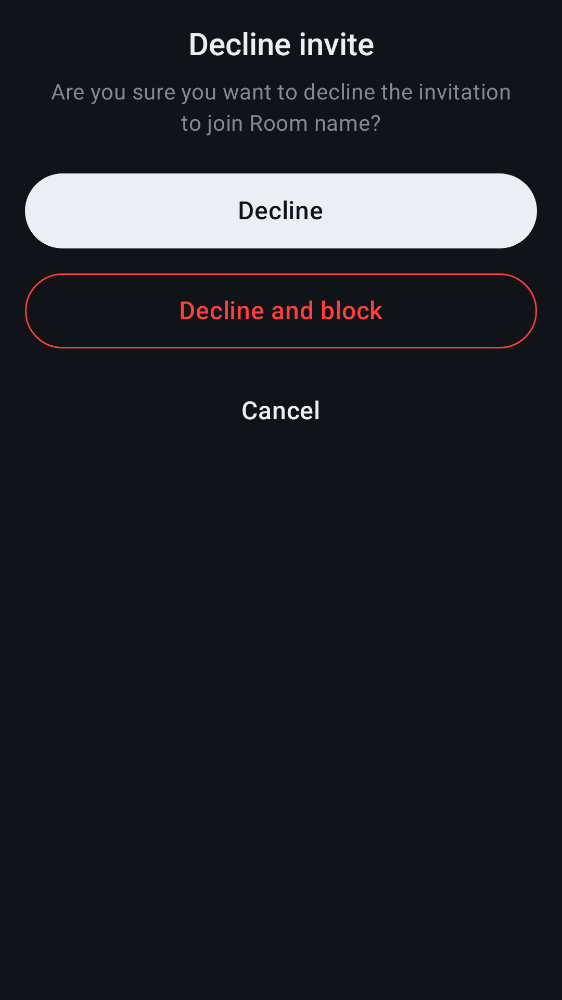 Decline invite
Are you sure you want to decline the invitation
to join Room name?
Decline
Decline and block
Cancel